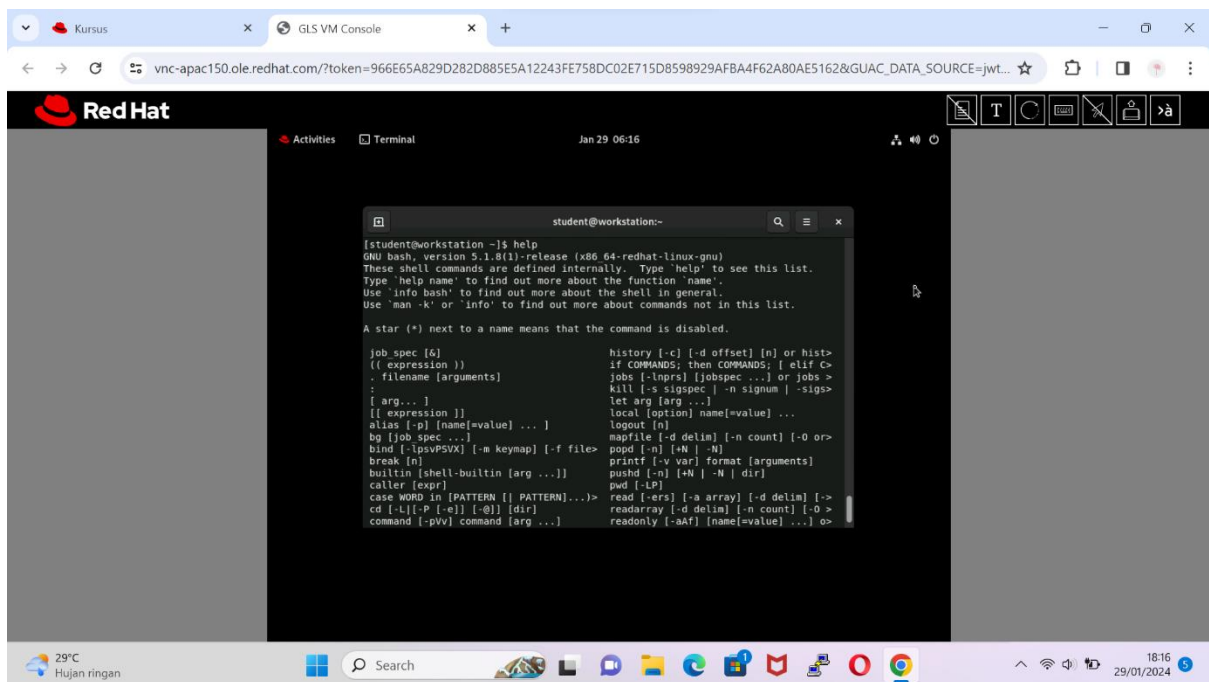 Kursus
GLS VM Console
vnc-apac150.ole.redhat.com/?token=966E65A829D282D885E5A12243FE758DC02E715D8598929AFBA4F62A80AE5162&GUAC_DATA_SOURCE=jwt...
Red Hat
T >à
Activities Terminal Jan 29 06:16
student@workstation:~
[student@workstation ~]$ help
GNU bash, version 5.1.8(1)-release (x86_64-redhat-linux-gnu)
These shell commands are defined internally.  Type `help' to see this list.
Type `help name' to find out more about the function `name'.
Use `info bash' to find out more about the shell in general.
Use `man -k' or `info' to find out more about commands not in this list.
A star (*) next to a name means that the command is disabled.
job_spec [&] history [-c] [-d offset] [n] or hist>
(( expression )) if COMMANDS; then COMMANDS; [ elif C>
. filename [arguments] jobs [-lnprs] [jobspec ...] or jobs >
: kill [-s sigspec | -n signum | -sigs>
[ arg... ] let arg [arg ...]
[[ expression ]] local [option] name[=value] ...
alias [-p] [name[=value] ... ] logout [n]
bg [job_spec ...] mapfile [-d delim] [-n count] [-O or>
bind [-lpsvPSVX] [-m keymap] [-f file> popd [-n] [+N | -N]
break [n] printf [-v var] format [arguments]
builtin [shell-builtin [arg ...]] pushd [-n] [+N | -N | dir]
caller [expr] pwd [-LP]
case WORD in [PATTERN [| PATTERN]...)> read [-ers] [-a array] [-d delim] [->
cd [-L|[-P [-e]] [-@]] [dir] readarray [-d delim] [-n count] [-O >
command [-pVv] command [arg ...] readonly [-aAf] [name[=value] ...] o>
29°C
Hujan ringan
Search
18:16
29/01/2024
5